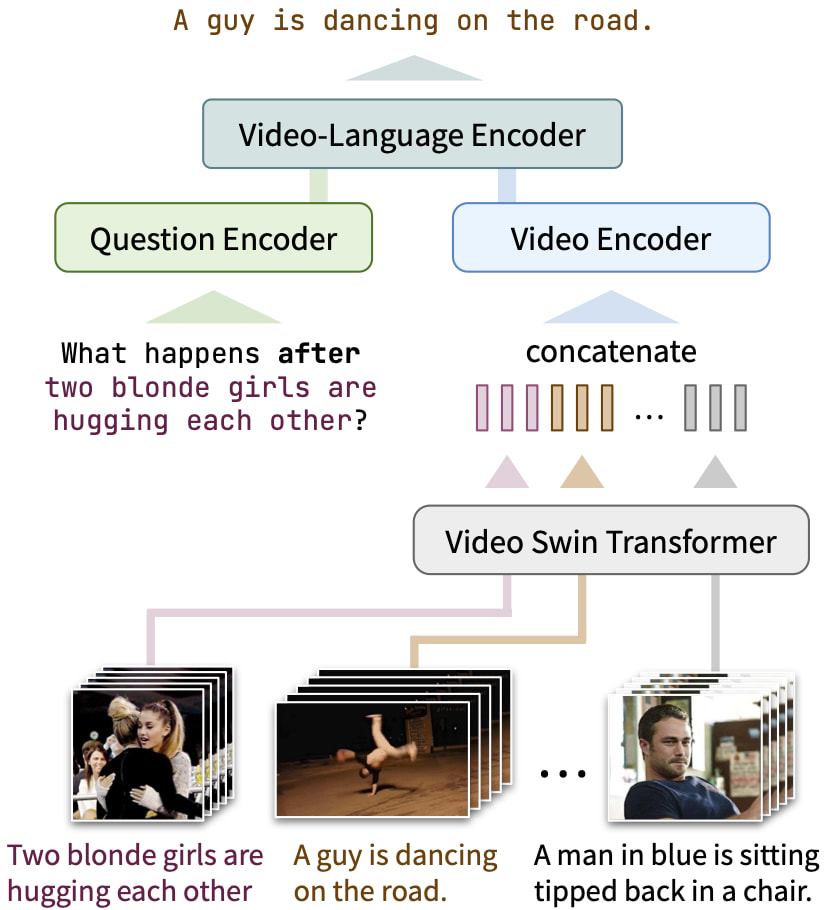 A guy is dancing on the road.
Video-Language Encoder
Question Encoder
Video Encoder
What happens after
two blonde girls are
hugging each other?
concatenate
...
Video Swin Transformer
...
Two blonde girls are
hugging each other
A guy is dancing
on the road.
A man in blue is sitting
tipped back in a chair.